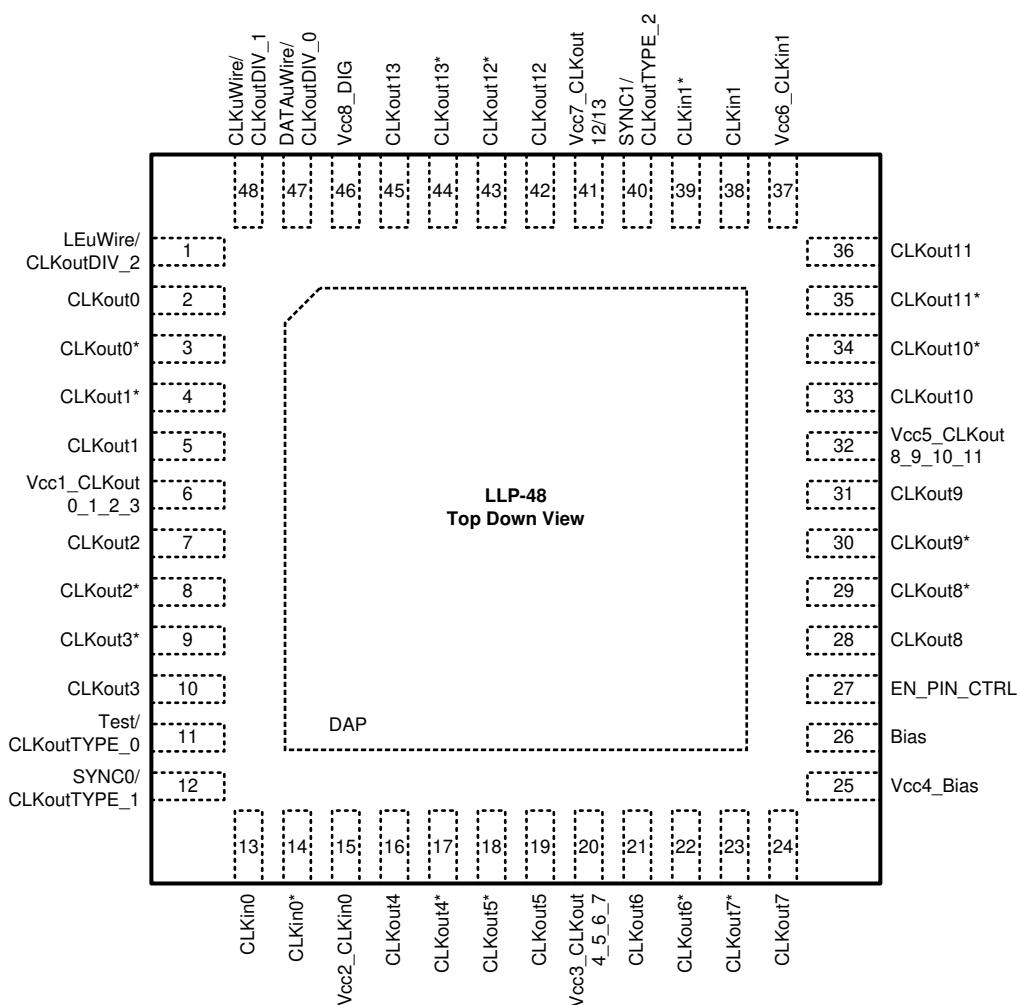 CLKuWire/
CLKoutDIV_1
DATAuWire/
CLKoutDIV_0
Vcc8_DIG
CLKout13
CLKout13*
CLKout12*
CLKout12
Vcc7_CLKout
12/13
SYNC1/
CLKoutTYPE_2
CLKin1*
CLKin1
Vcc6_CLKin1
48
47
46
45
44
43
42
41
40
39
38
37
LEuWire/
CLKoutDIV_2
1
CLKout0
2
CLKout0*
3
CLKout1*
4
CLKout1
5
Vcc1_CLKout
0_1_2_3
6
CLKout2
7
CLKout2*
8
CLKout3*
9
CLKout3
10
Test/
CLKoutTYPE_0
11
SYNC0/
CLKoutTYPE_1
12
LLP-48
Top Down View
DAP
36
CLKout11
35
CLKout11*
34
CLKout10*
33
CLKout10
32
Vcc5_CLKout
8_9_10_11
31
CLKout9
30
CLKout9*
29
CLKout8*
28
CLKout8
27
EN_PIN_CTRL
26
Bias
25
Vcc4_Bias
13
14
15
16
17
18
19
20
21
22
23
24
CLKin0
CLKin0*
Vcc2_CLKin0
CLKout4
CLKout4*
CLKout5*
CLKout5
Vcc3_CLKout
4_5_6_7
CLKout6
CLKout6*
CLKout7*
CLKout7